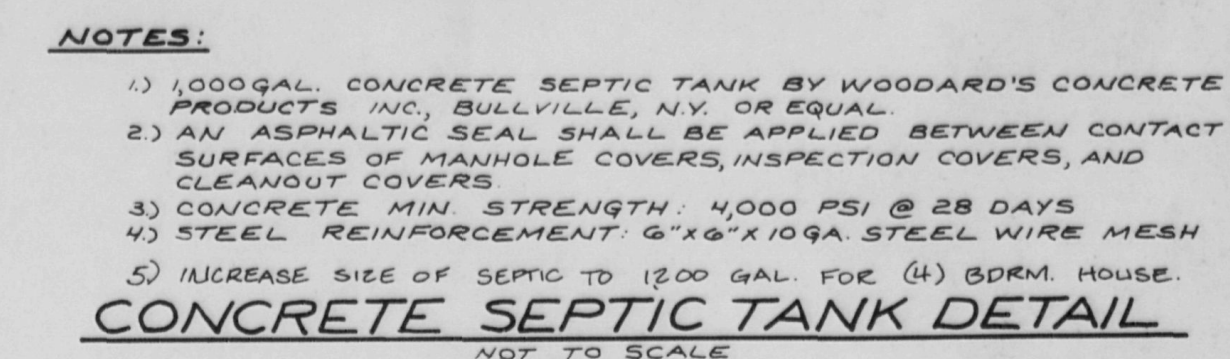 NOTES:
1.) 1,000 GAL. CONCRETE SEPTIC TANK BY WOODARD'S CONCRETE
PRODUCTS INC., BULLVILLE, N.Y. OR EQUAL.
2.) AN ASPHALTIC SEAL SHALL BE APPLIED BETWEEN CONTACT
SURFACES OF MANHOLE COVERS, INSPECTION COVERS, AND
CLEANOUT COVERS.
3.) CONCRETE MIN. STRENGTH: 4,000 PSI @ 28 DAYS
4.) STEEL REINFORCEMENT: 6"X6"X10GA. STEEL WIRE MESH
5) INCREASE SIZE OF SEPTIC TO 1200 GAL. FOR (4) BDRM. HOUSE.
CONCRETE SEPTIC TANK DETAIL
NOT TO SCALE